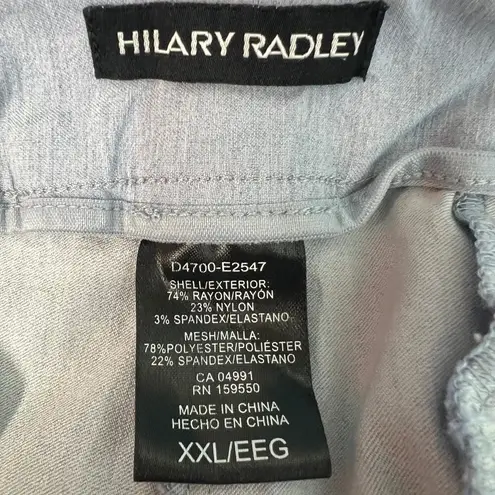 HILARY RADLEY
D4700-E2547
SHELL/EXTERIOR:
74% RAYON/RAYÓN
23% NYLON
3% SPANDEX/ELASTANO
MESH/MALLA:
78%POLYESTER/POLIÉSTER
22% SPANDEX/ELASTANO
CA 04991
RN 159550
MADE IN CHINA
HECHO EN CHINA
XXL/EEG